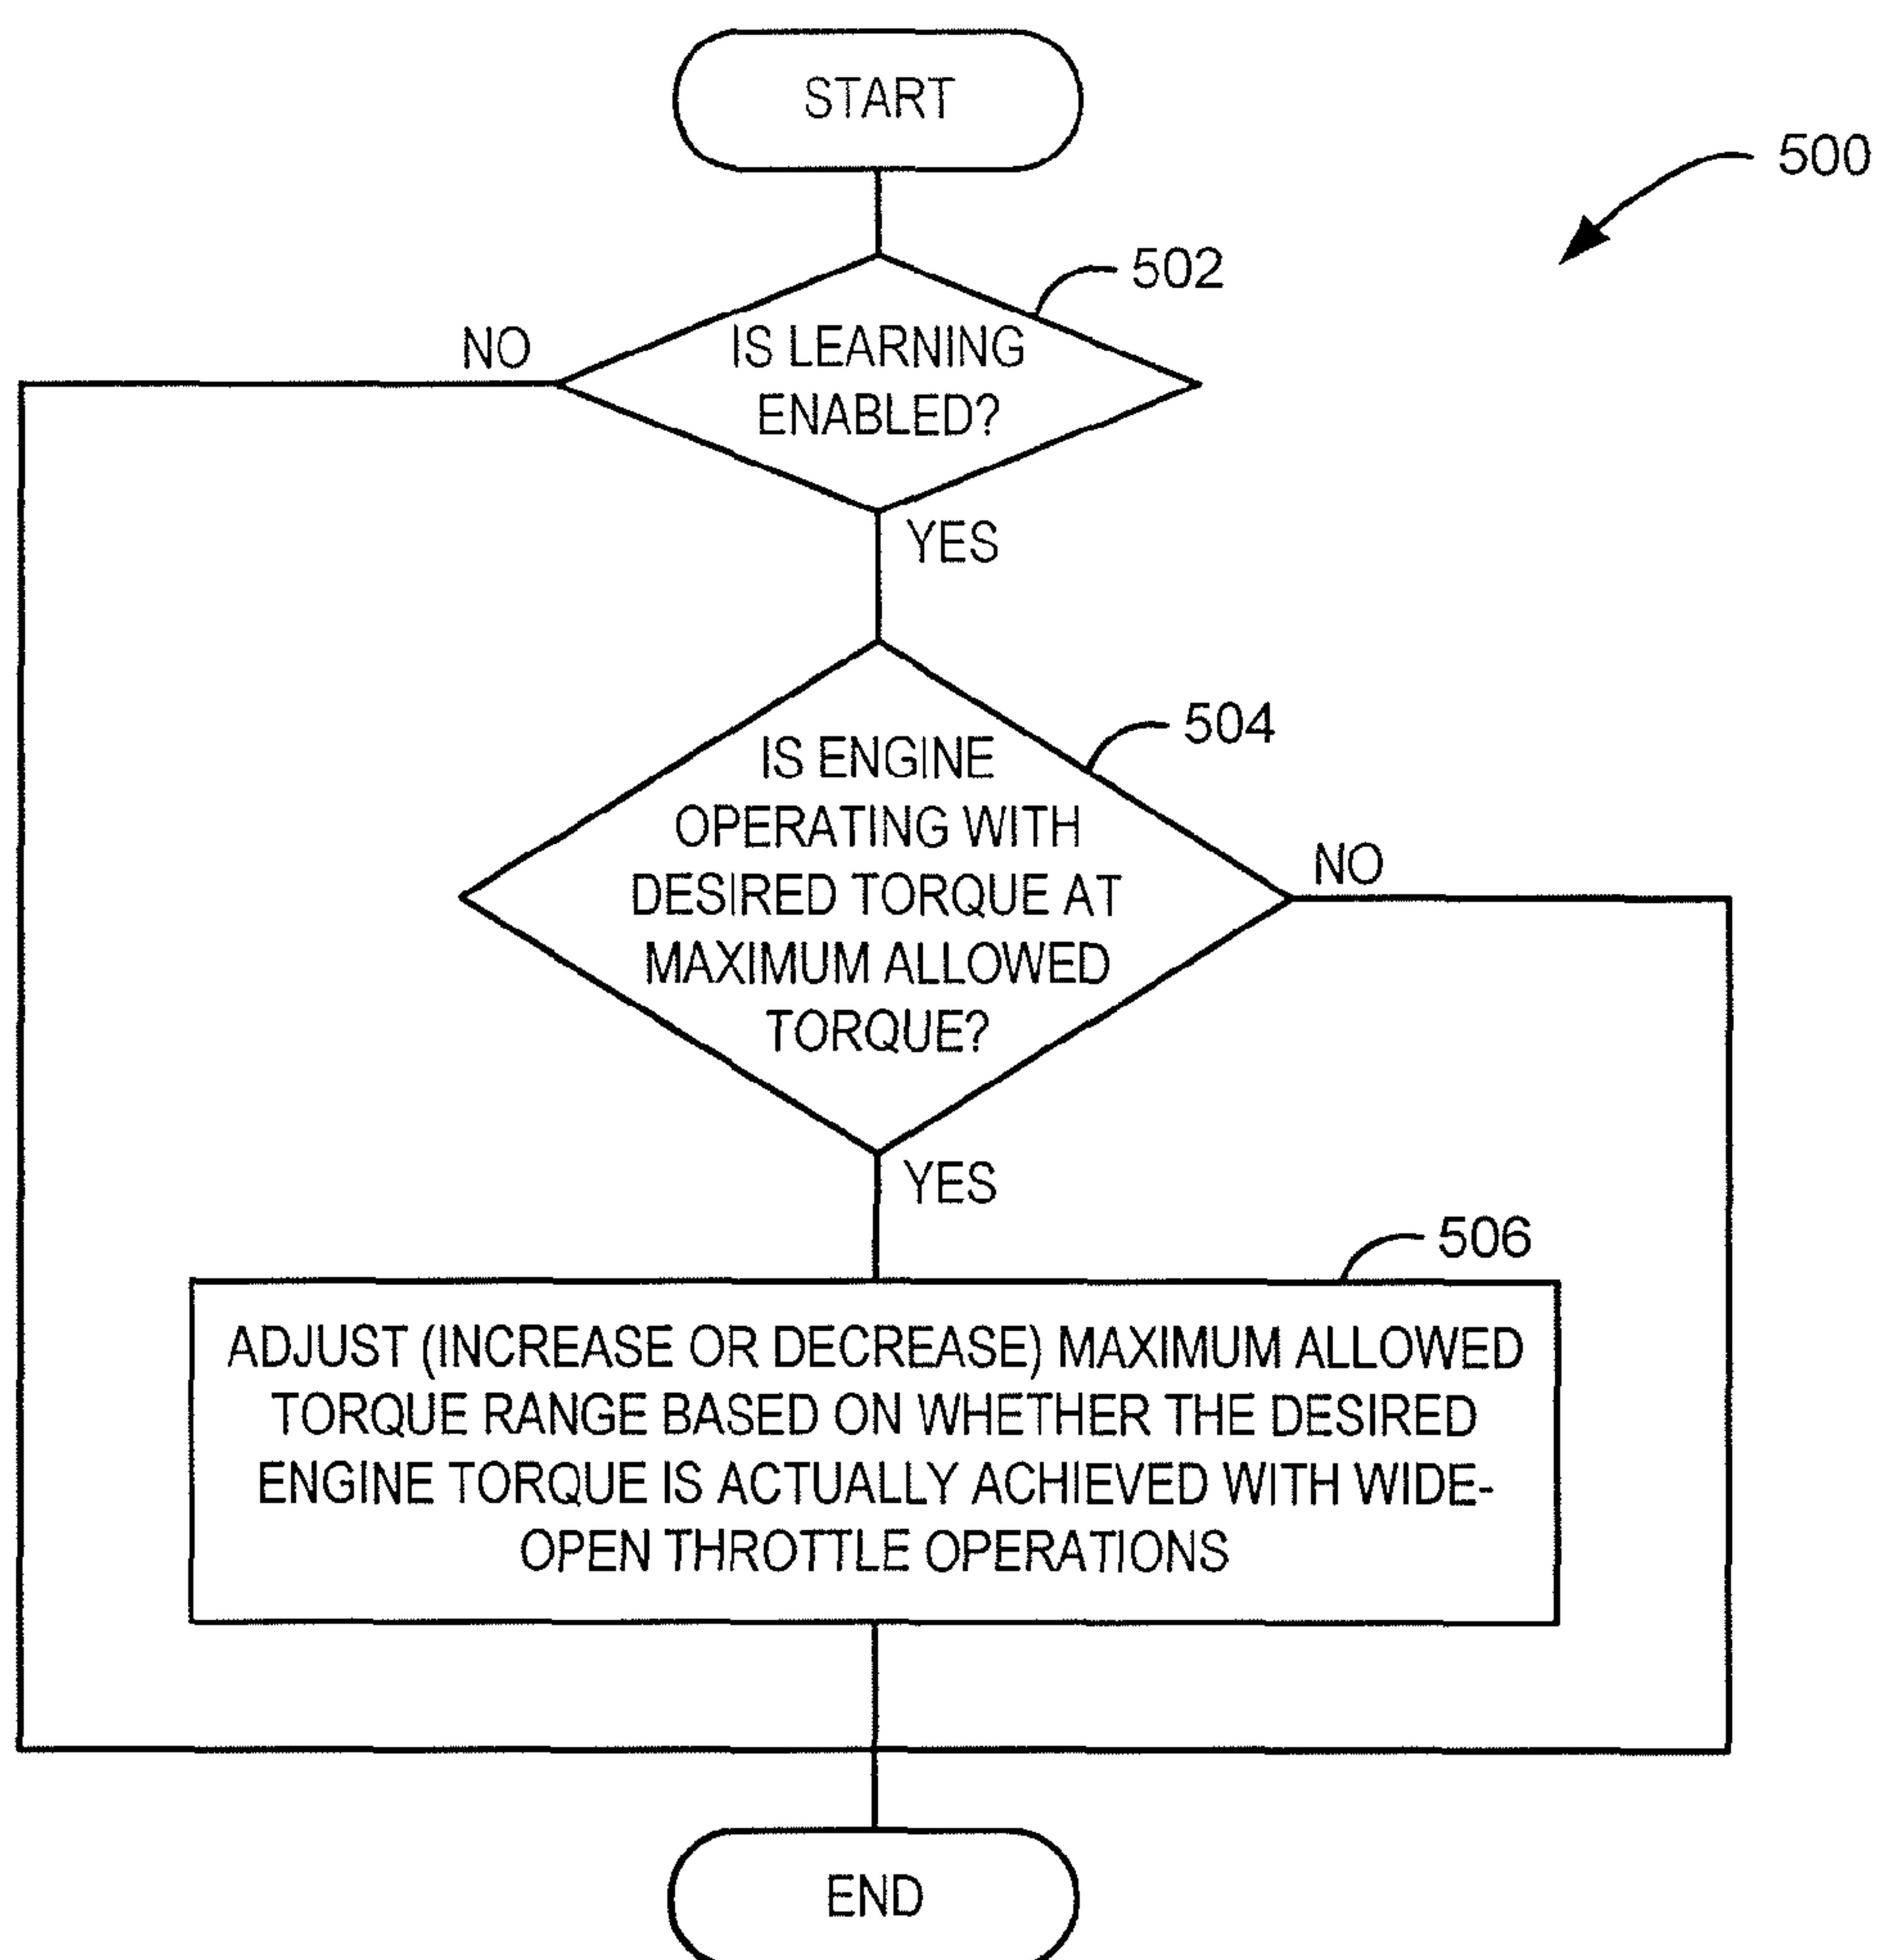 START
500
502
NO
IS LEARNING
ENABLED?
YES
504
IS ENGINE
OPERATING WITH
DESIRED TORQUE AT
MAXIMUM ALLOWED
TORQUE?
NO
YES
506
ADJUST (INCREASE OR DECREASE) MAXIMUM ALLOWED
TORQUE RANGE BASED ON WHETHER THE DESIRED
ENGINE TORQUE IS ACTUALLY ACHIEVED WITH WIDE-
OPEN THROTTLE OPERATIONS
END